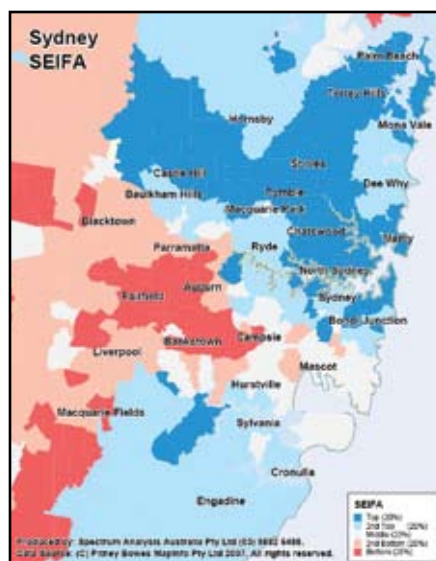 Sydney
SEIFA
Palm Beach
Terrey Hills
Hornsby
Mona Vale
St Ives
Castle Hill
Dee Why
Baulkham Hills
Pymble
Macquarie Park
Blacktown
Chatswood
Manly
Parramatta
Ryde
North Sydney
Auburn
Fairfield
Sydney
Bondi Junction
Bankstown
Campsie
Liverpool
Mascot
Hurstville
Macquarie Fields
Sylvania
Cronulla
Engadine
SEIFA
Top (20%)
2nd Top (20%)
Middle (20%)
2nd Bottom (20%)
Bottom (20%)
Produced by: Spectrum Analysis Australia Pty Ltd (03) 9882 6488.
Data Source: (C) Pitney Bowes MapInfo Pty Ltd 2007. All rights reserved.